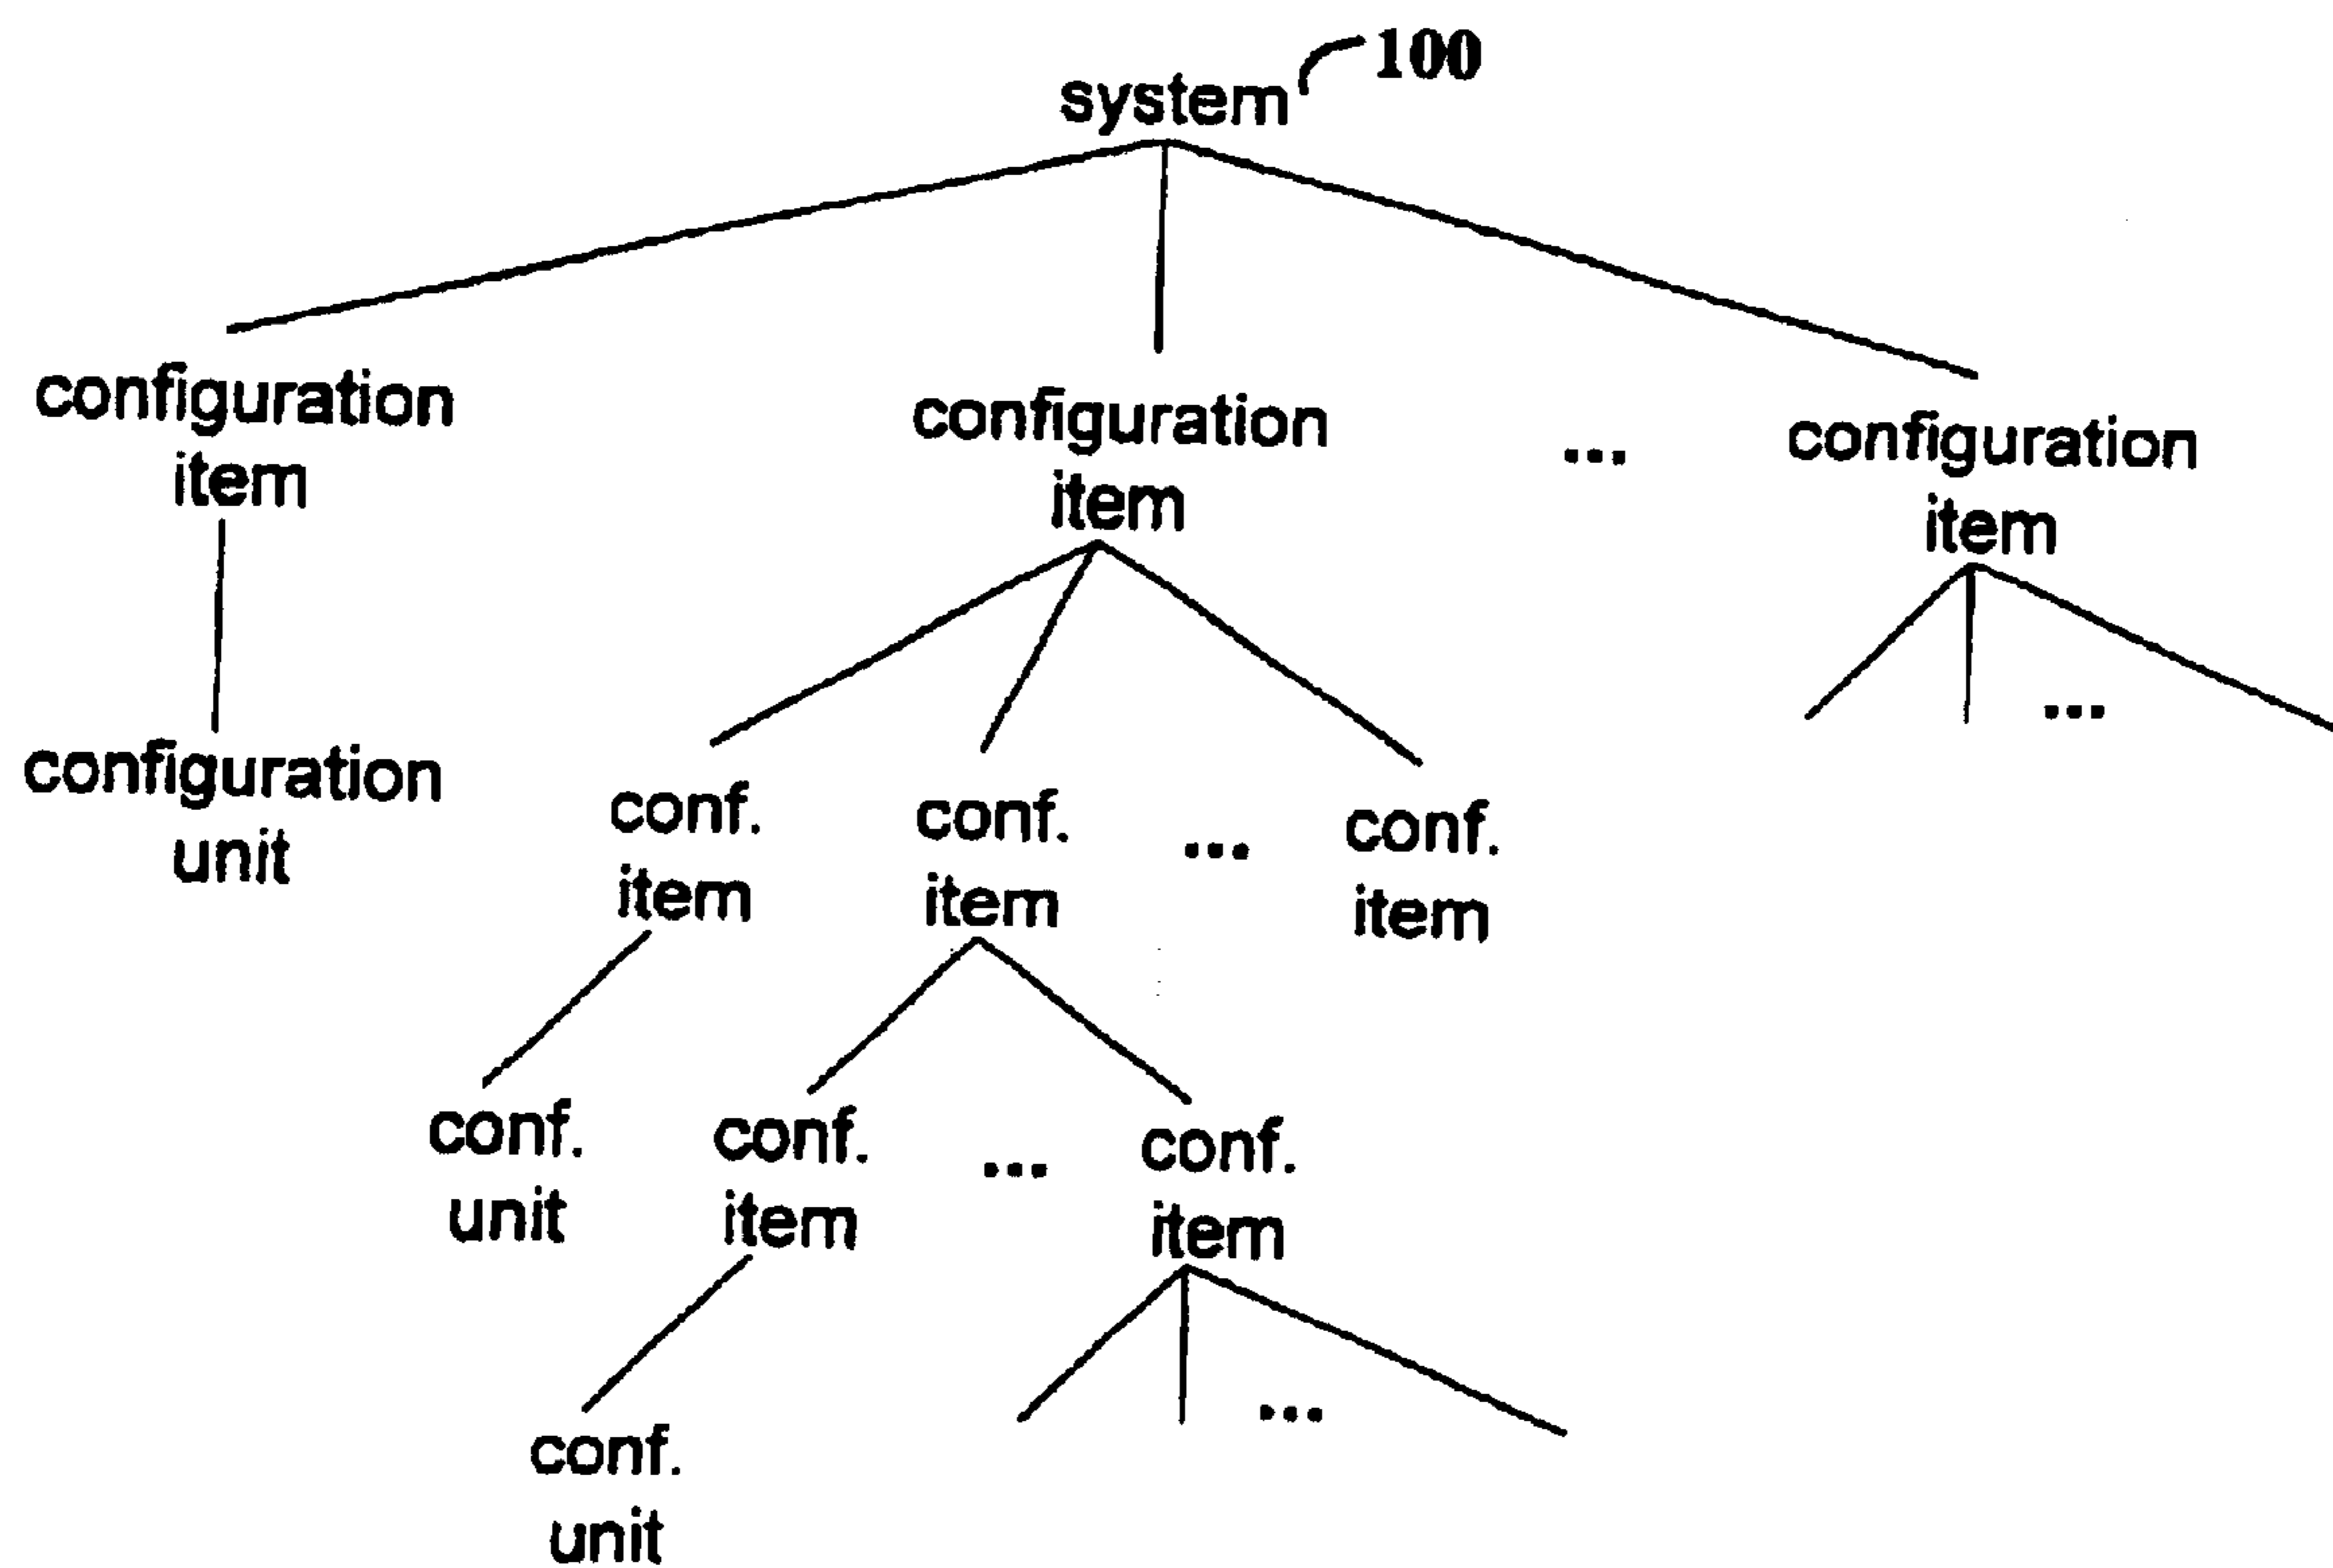 100
system
configuration
item
configuration
item
...
configuration
item
...
configuration
unit
conf.
item
conf.
item
...
conf.
item
conf.
unit
conf.
item
...
conf.
item
...
conf.
unit